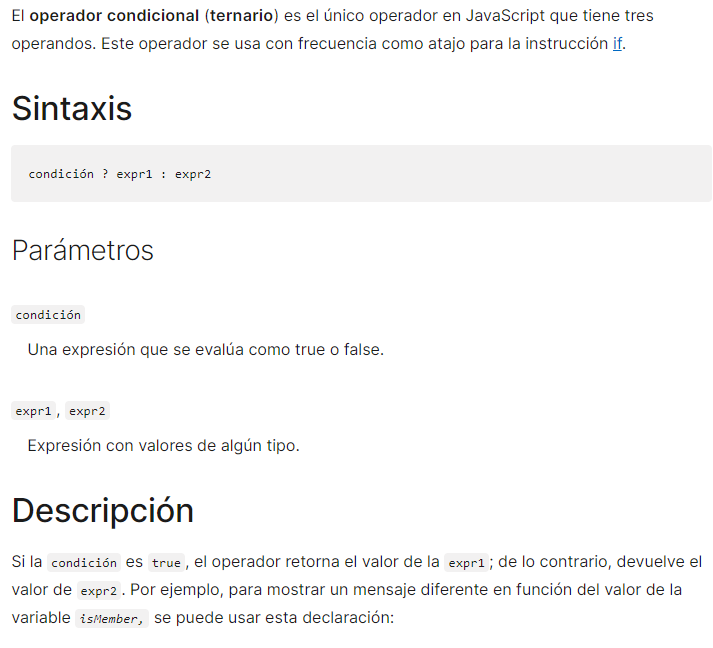 El operador condicional (ternario) es el único operador en JavaScript que tiene tres
operandos. Este operador se usa con frecuencia como atajo para la instrucción if.
Sintaxis
condición ? expr1 : expr2
Parámetros
condición
Una expresión que se evalúa como true o false.
expr1, expr2
Expresión con valores de algún tipo.
Descripción
Si la condición es true, el operador retorna el valor de la expr1; de lo contrario, devuelve el
valor de expr2. Por ejemplo, para mostrar un mensaje diferente en función del valor de la
variable isMember, se puede usar esta declaración: